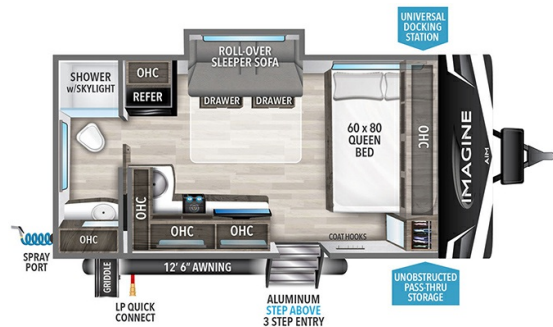 UNIVERSAL
DOCKING
STATION
ROLL-OVER
SLEEPER SOFA
SHOWER
w/SKYLIGHT
OHC
REFER
DRAWER
DRAWER
60 x 80
QUEEN
BED
OHC
IMAGINE
AIM
OHC
OHC
OHC
OHC
COAT HOOKS
SPRAY
PORT
GRIDDLE
12' 6" AWNING
LP QUICK
CONNECT
ALUMINUM
STEP ABOVE
3 STEP ENTRY
UNOBSTRUCTED
PASS-THRU
STORAGE